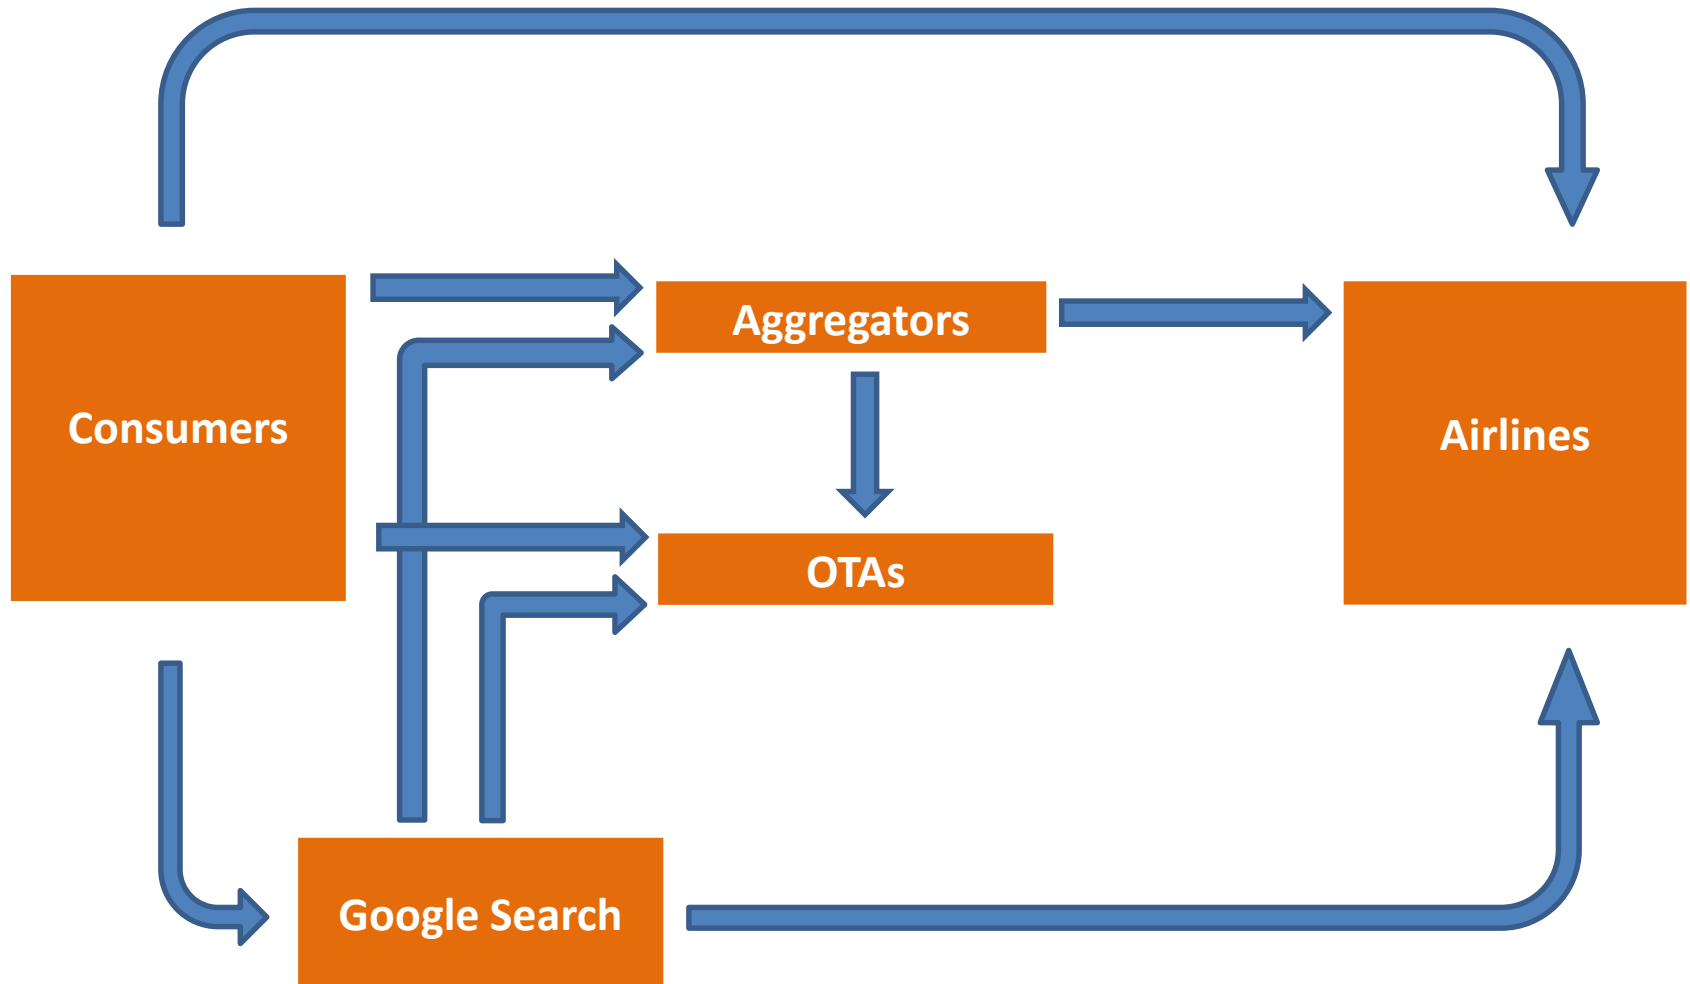 Aggregators
Consumers
Airlines
OTAs
Google Search